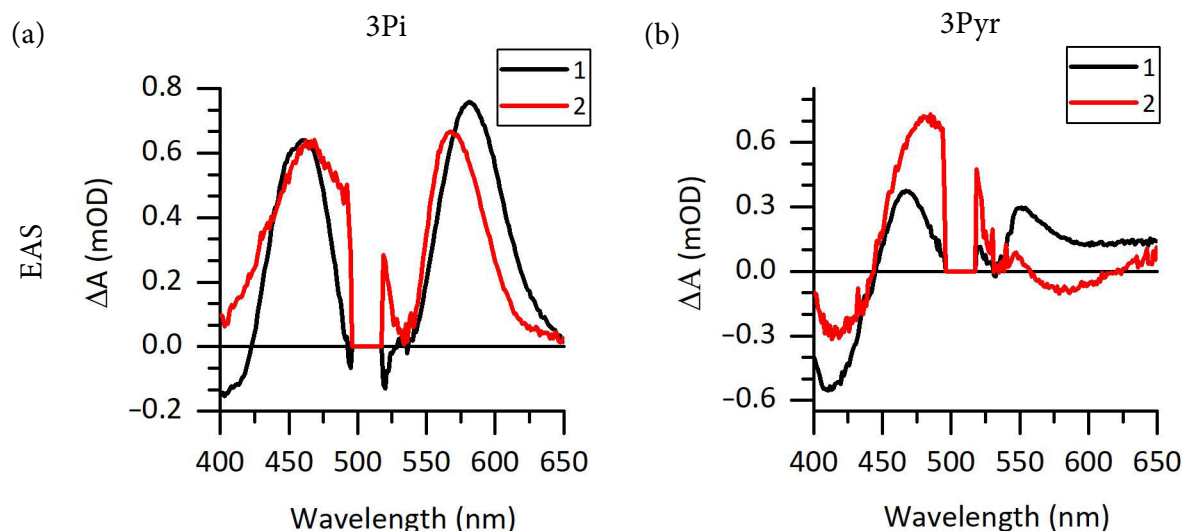 (a)
3Pi
1
2
0.8
0.6
0.4
0.2
0.0
−0.2
EAS
ΔA (mOD)
400 450 500 550 600 650
Wavelength (nm)
(b)
3Pyr
1
2
0.6
0.3
0.0
−0.3
−0.6
ΔA (mOD)
400 450 500 550 600 650
Wavelength (nm)